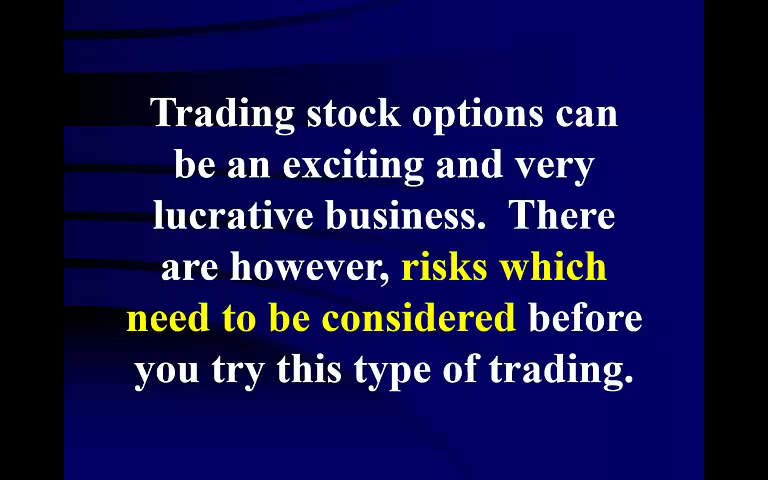 Trading stock options can
be an exciting and very
lucrative business.  There
are however, risks which
need to be considered before
you try this type of trading.